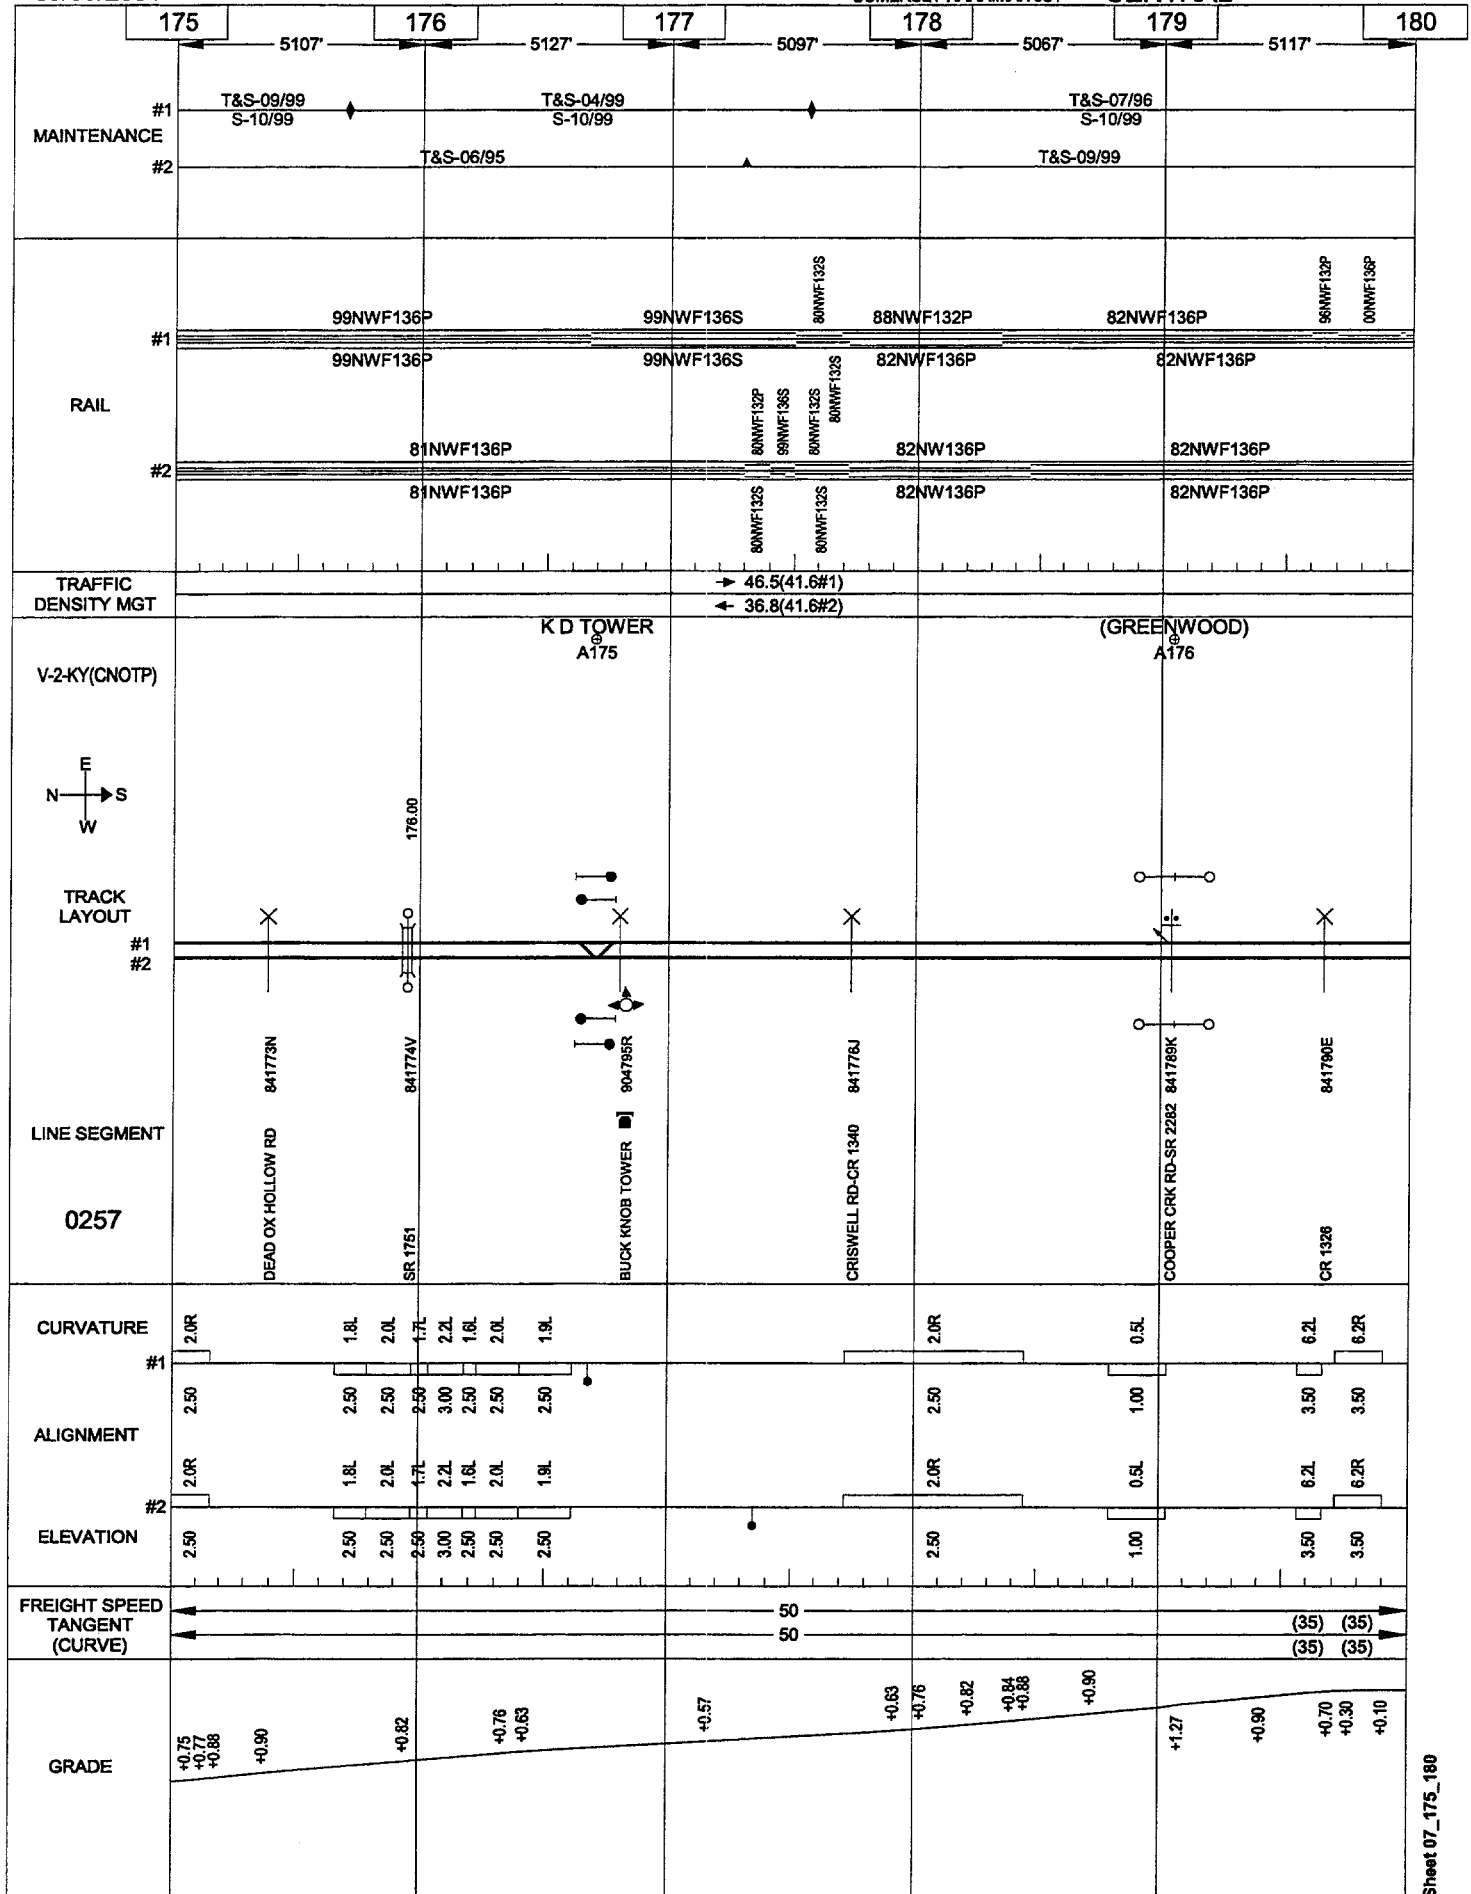 175 176 177 178 179 180
5107' 5127' 5097' 5067' 5117'
#1 T&S-09/99 T&S-04/99 T&S-07/96
S-10/99 S-10/99 S-10/99
MAINTENANCE
#2 T&S-06/95 T&S-09/99
80NWF132S 96NWF132P 00NWF136P
99NWF136P 99NWF136S 88NWF132P 82NWF136P
#1
99NWF136P 99NWF136S 82NWF136P 82NWF136P
RAIL
80NWF132P 99NWF136S 80NWF132S 80NWF132S
81NWF136P 82NW136P 82NWF136P
#2
81NWF136P 82NW136P 82NWF136P
80NWF132S 80NWF132S
TRAFFIC
DENSITY MGT
46.5(41.6#1)
36.8(41.6#2)
K D TOWER (GREENWOOD)
A175 A176
V-2-KY(CNOTP)
E
N S
W
176.00
TRACK
LAYOUT
#1
#2
841773N 841774V 904795R 841776J 841789K 841790E
LINE SEGMENT
0257
DEAD OX HOLLOW RD
SR 1751
BUCK KNOB TOWER
CRISWELL RD-CR 1340
COOPER CRK RD-SR 2282
CR 1326
CURVATURE
2.0R 1.8L 2.0L 1.7L 2.2L 1.6L 2.0L 1.9L 2.0R 0.5L 6.2L 6.2R
#1
2.50 2.50 2.50 2.50 3.00 2.50 2.50 2.50 2.50 1.00 3.50 3.50
ALIGNMENT
2.0R 1.8L 2.0L 1.7L 2.2L 1.6L 2.0L 1.9L 2.0R 0.5L 6.2L 6.2R
#2
ELEVATION
2.50 2.50 2.50 2.50 3.00 2.50 2.50 2.50 2.50 1.00 3.50 3.50
FREIGHT SPEED
TANGENT
(CURVE)
50
(35) (35)
50
(35) (35)
GRADE
+0.75 +0.77 +0.88 +0.90 +0.82 +0.76 +0.63 +0.57 +0.63 +0.76 +0.82 +0.84 +0.88 +0.90 +1.27 +0.90 +0.70 +0.30 +0.10
Sheet 07_175_180